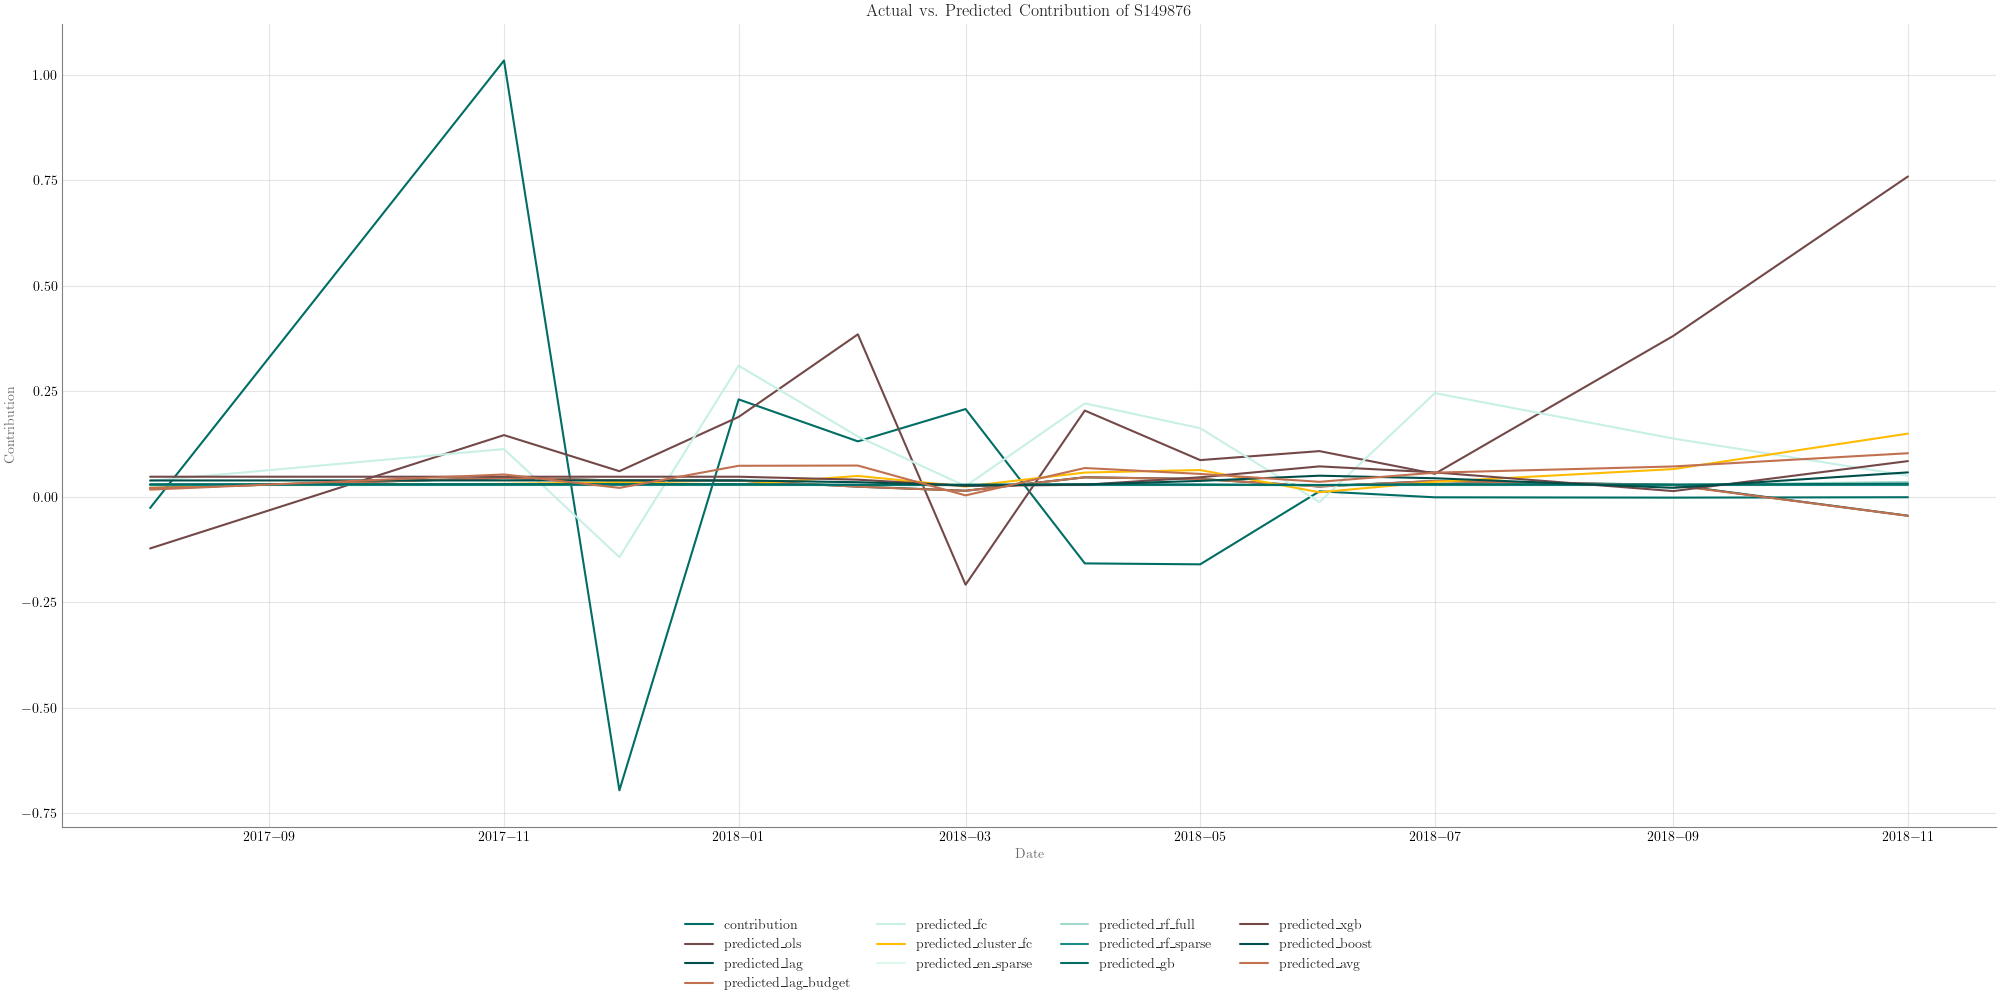 Actual vs. Predicted Contribution of S149876
Contribution
1.00
0.75
0.50
0.25
0.00
−0.25
−0.50
−0.75
2017−09 2017−11 2018−01 2018−03 2018−05 2018−07 2018−09 2018−11
Date
contribution predicted_fc predicted_rf_full predicted_xgb
predicted_ols predicted_cluster_fc predicted_rf_sparse predicted_boost
predicted_lag predicted_en_sparse predicted_gb predicted_avg
predicted_lag_budget